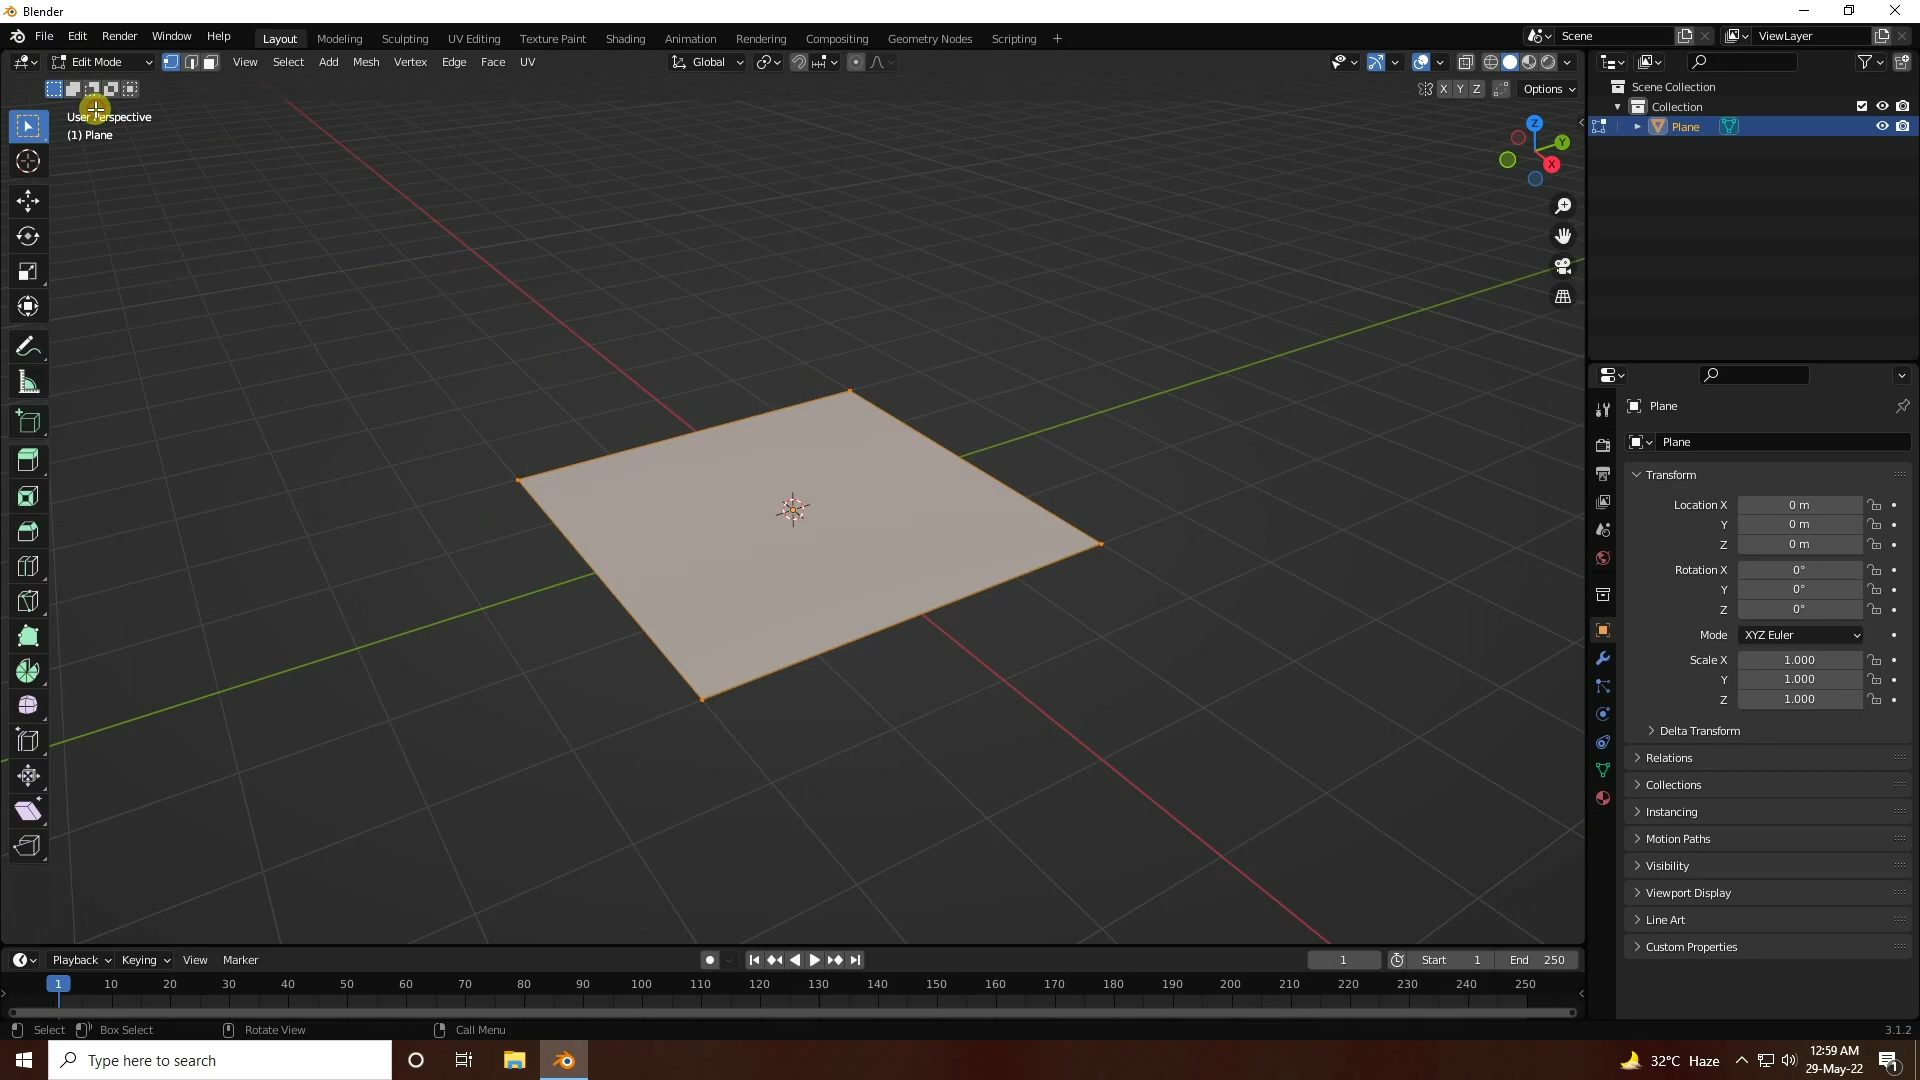 Blender
File Edit Render Window Help Layout Modeling Sculpting UV Editing Texture Paint Shading Animation Rendering Compositing Geometry Nodes Scripting + Scene ViewLayer
Edit Mode View Select Add Mesh Vertex Edge Face UV Global
X Y Z Options
User Perspective
(1) Plane
Z
Y
X
Scene Collection
Collection
Plane
Plane
Plane
Transform
Location X 0 m
Y 0 m
Z 0 m
Rotation X 0°
Y 0°
Z 0°
Mode XYZ Euler
Scale X 1.000
Y 1.000
Z 1.000
Delta Transform
Relations
Collections
Instancing
Motion Paths
Visibility
Viewport Display
Line Art
Custom Properties
Playback Keying View Marker 1 Start 1 End 250
1 10 20 30 40 50 60 70 80 90 100 110 120 130 140 150 160 170 180 190 200 210 220 230 240 250
Select Box Select Rotate View Call Menu 3.1.2
Type here to search 32°C Haze 12:59 AM
29-May-22 1